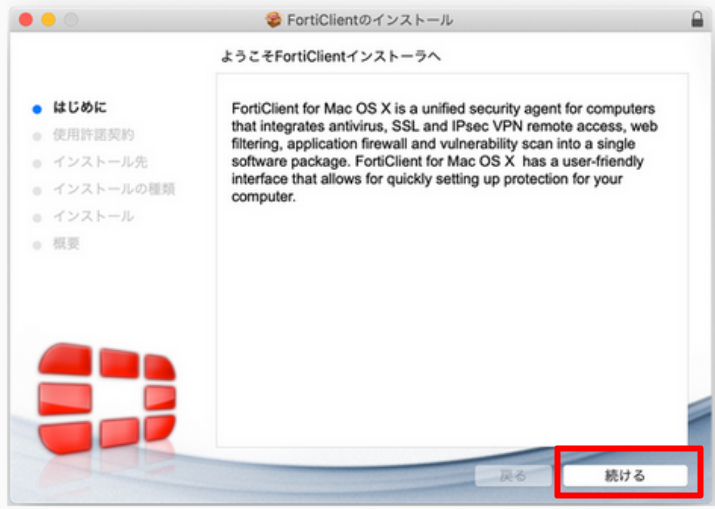 FortiClientのインストール
ようこそFortiClientインストーラへ
はじめに
使用許諾契約
インストール先
インストールの種類
インストール
概要
FortiClient for Mac OS X is a unified security agent for computers
that integrates antivirus, SSL and IPsec VPN remote access, web
filtering, application firewall and vulnerability scan into a single
software package. FortiClient for Mac OS X  has a user-friendly
interface that allows for quickly setting up protection for your
computer.
戻る
続ける